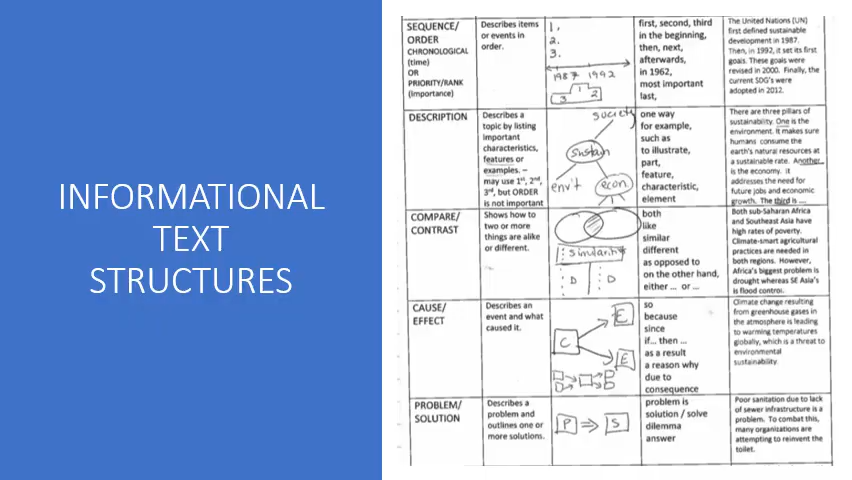 INFORMATIONAL
TEXT
STRUCTURES
SEQUENCE/
ORDER
CHRONOLOGICAL
(time)
OR
PRIORITY/RANK
(Importance)
Describes items
or events in
order.
1.
2.
3.
1987 1992
1
3 2
first, second, third
in the beginning,
then, next,
afterwards,
in 1962,
most important
last,
The United Nations (UN)
first defined sustainable
development in 1987.
Then, in 1992, it set its first
goals. These goals were
revised in 2000. Finally, the
current SDG's were
adopted in 2012.
DESCRIPTION
Describes a
topic by listing
important
characteristics,
features or
examples. –
may use 1st, 2nd,
3rd, but ORDER
is not important
society
sustain
env't
econ
one way
for example,
such as
to illustrate,
part,
feature,
characteristic,
element
There are three pillars of
sustainability. One is the
environment. It makes sure
humans consume the
earth's natural resources at
a sustainable rate. Another
is the economy. It
addresses the need for
future jobs and economic
growth. The third is ....
COMPARE/
CONTRAST
Shows how to
two or more
things are alike
or different.
D D
both
like
similar
different
as opposed to
on the other hand,
either ... or ...
Both sub-Saharan Africa
and Southeast Asia have
high rates of poverty.
Climate-smart agricultural
practices are needed in
both regions. However,
Africa's biggest problem is
drought whereas SE Asia's
is flood control.
CAUSE/
EFFECT
Describes an
event and what
caused it.
E
C
E
so
because
since
if... then ...
as a result
a reason why
due to
consequence
Climate change resulting
from greenhouse gases in
the atmosphere is leading
to warming temperatures
globally, which is a threat to
environmental
sustainability.
PROBLEM/
SOLUTION
Describes a
problem and
outlines one or
more solutions.
P S
problem is
solution / solve
dilemma
answer
Poor sanitation due to lack
of sewer infrastructure is a
problem. To combat this,
many organizations are
attempting to reinvent the
toilet.